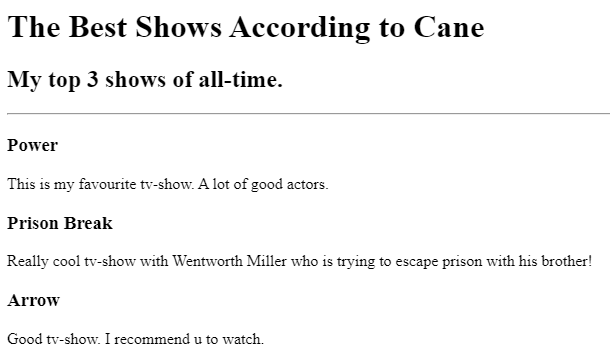 The Best Shows According to Cane
My top 3 shows of all-time.
Power
This is my favourite tv-show. A lot of good actors.
Prison Break
Really cool tv-show with Wentworth Miller who is trying to escape prison with his brother!
Arrow
Good tv-show. I recommend u to watch.